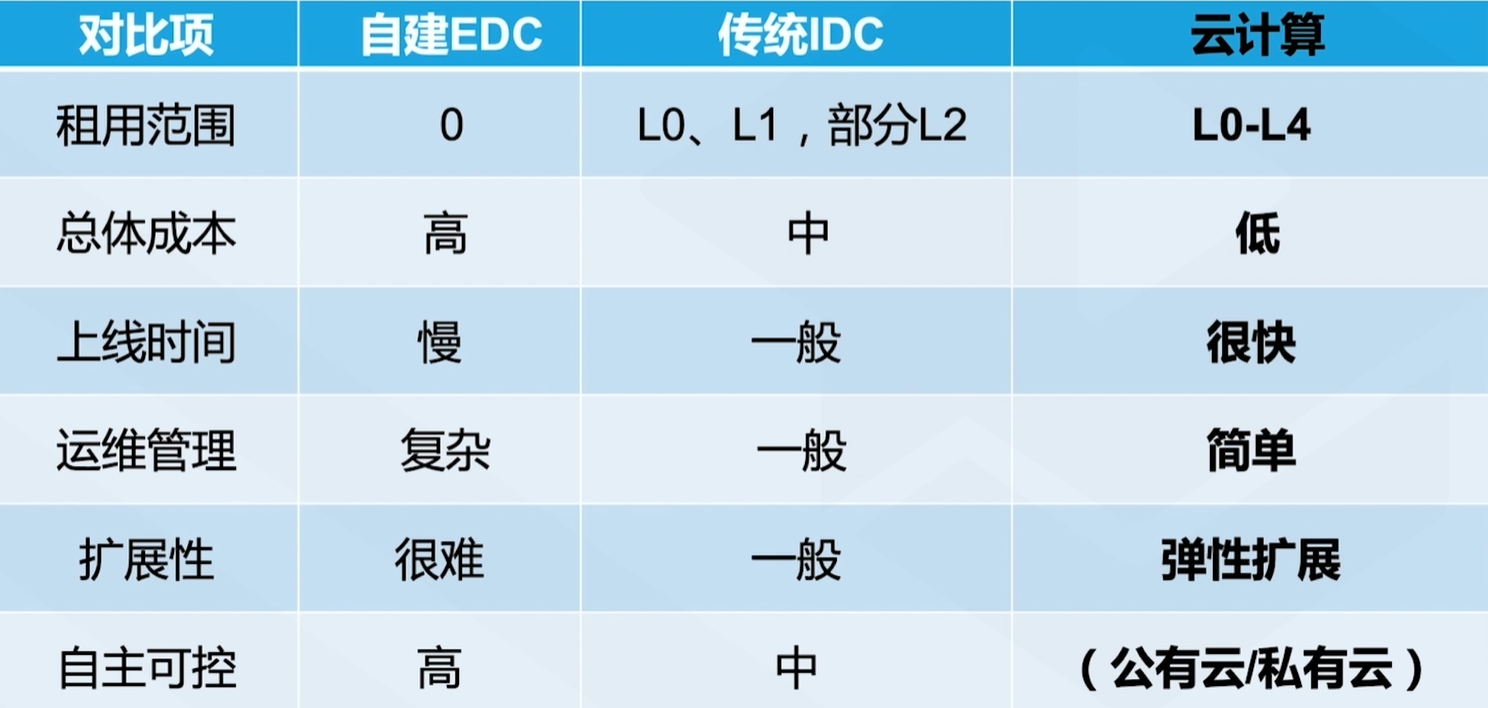 对比项 自建EDC 传统IDC 云计算
租用范围 0 L0、L1，部分L2 L0-L4
总体成本 高 中 低
上线时间 慢 一般 很快
运维管理 复杂 一般 简单
扩展性 很难 一般 弹性扩展
自主可控 高 中 （公有云/私有云）